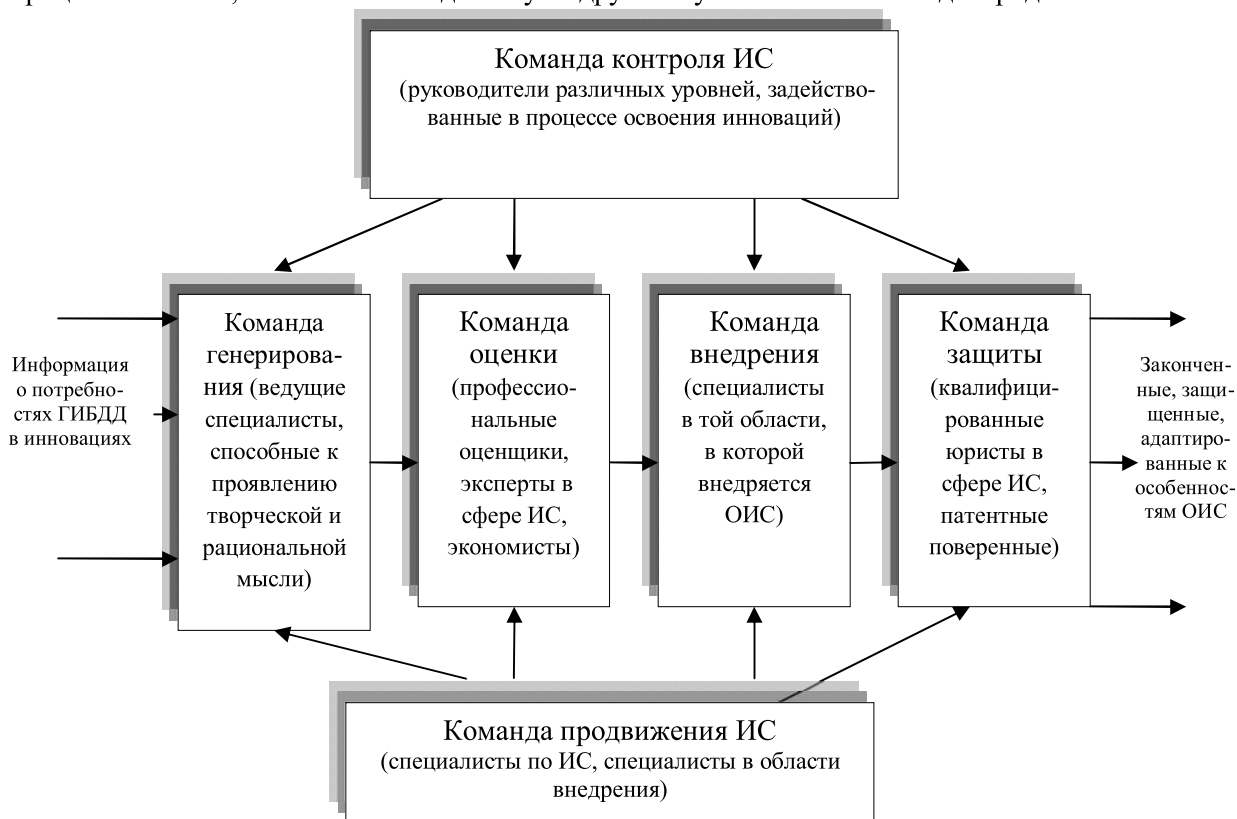 Команда контроля ИС
(руководители различных уровней, задейство-
ванные в процессе освоения инноваций)
Информация
о потребно-
стях ГИБДД
в инновациях
Команда
генерирова-
ния (ведущие
специалисты,
способные к
проявлению
творческой и
рациональной
мысли)
Команда
оценки
(профессио-
нальные
оценщики,
эксперты в
сфере ИС,
экономисты)
Команда
внедрения
(специалисты
в той области,
в которой
внедряется
ОИС)
Команда
защиты
(квалифици-
рованные
юристы в
сфере ИС,
патентные
поверенные)
Закончен-
ные, защи-
щенные,
адаптиро-
ванные к
особеннос-
тям ОИС
Команда продвижения ИС
(специалисты по ИС, специалисты в области
внедрения)